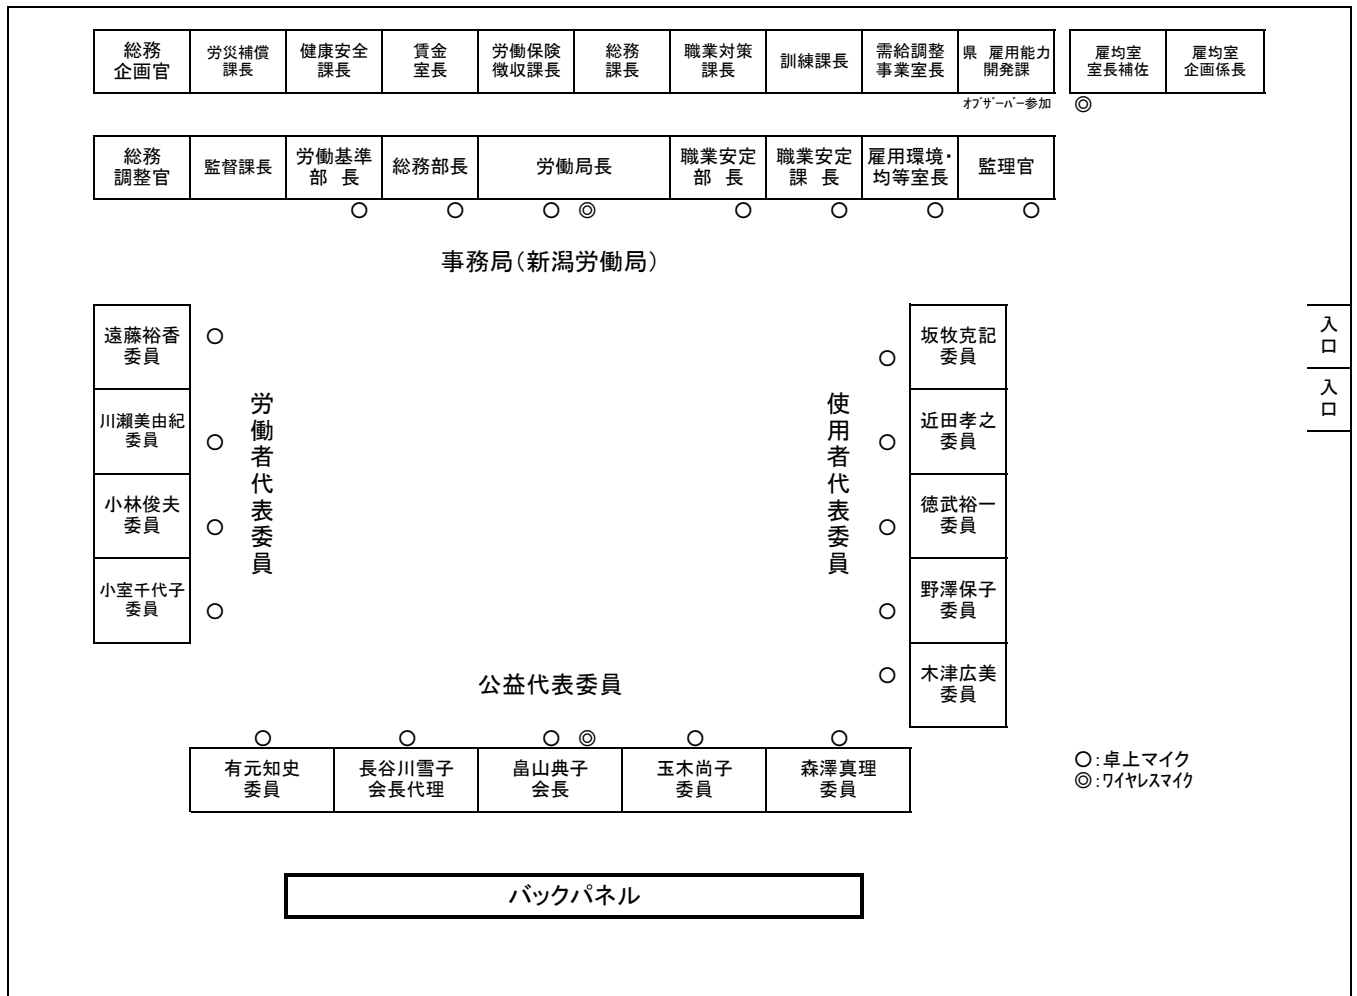 総務
企画官
労災補償
課長
健康安全
課長
賃金
室長
労働保険
徴収課長
総務
課長
職業対策
課長
訓練課長
需給調整
事業室長
県 雇用能力
開発課
雇均室
室長補佐
雇均室
企画係長
ｵﾌﾞｻﾞｰﾊﾞｰ参加
◎
総務
調整官
監督課長
労働基準
部 長
総務部長
労働局長
職業安定
部 長
職業安定
課 長
雇用環境・
均等室長
監理官
○ ○ ○ ◎ ○ ○ ○ ○
事務局（新潟労働局）
遠藤裕香
委員
○
川瀬美由紀
委員
○
小林俊夫
委員
○
小室千代子
委員
○
労働者代表委員
使用者代表委員
○
坂牧克記
委員
○
近田孝之
委員
○
徳武裕一
委員
○
野澤保子
委員
○
木津広美
委員
入口
入口
公益代表委員
○ ○ ○ ◎ ○ ○
有元知史
委員
長谷川雪子
会長代理
畠山典子
会長
玉木尚子
委員
森澤真理
委員
○：卓上マイク
◎：ﾜｲﾔﾚｽﾏｲｸ
バックパネル